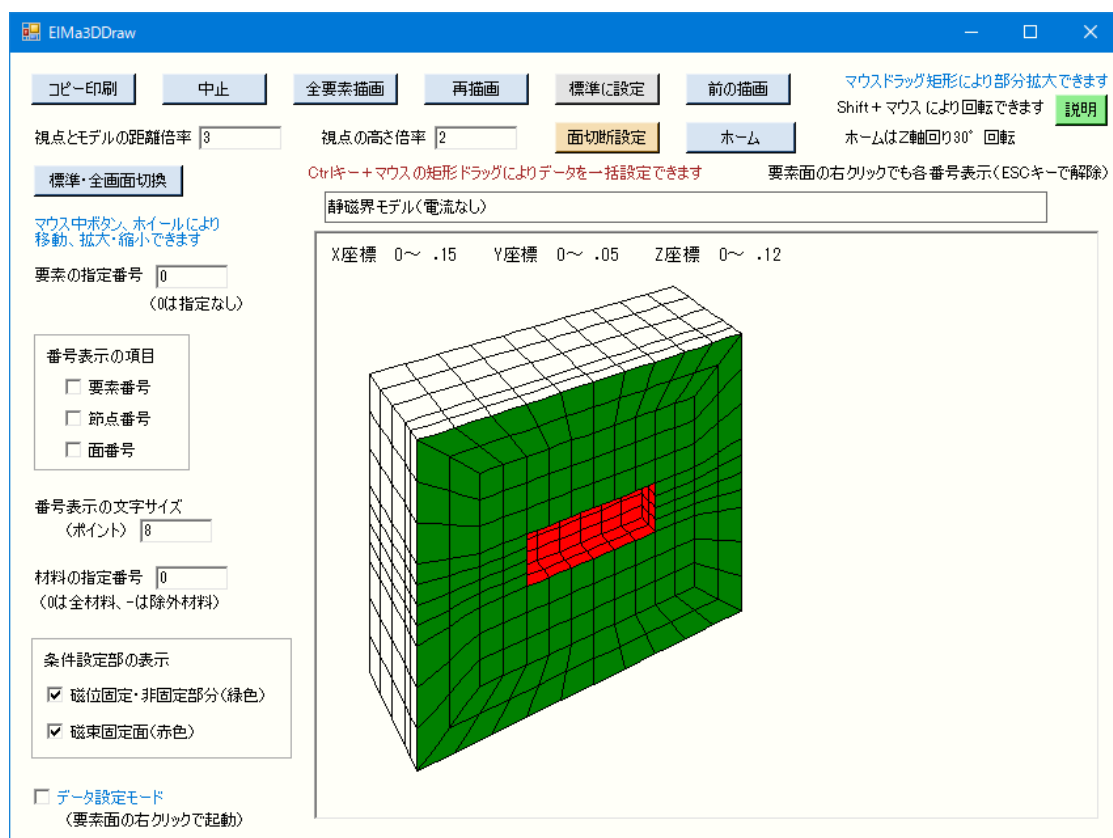 ElMa3DDraw
コピー印刷 中止 全要素描画 再描画 標準に設定 前の描画
マウスドラッグ矩形により部分拡大できます
Shift+マウス により回転できます 説明
視点とモデルの距離倍率 3 視点の高さ倍率 2 面切断設定 ホーム ホームはZ軸回り30° 回転
標準・全画面切換
Ctrlキー+マウスの矩形ドラッグによりデータを一括設定できます 要素面の右クリックでも各番号表示(ESCキーで解除)
静磁界モデル(電流なし)
マウス中ボタン、ホイールにより
移動、拡大・縮小できます
X座標 0~ .15 Y座標 0~ .05 Z座標 0~ .12
要素の指定番号 0
(0は指定なし)
番号表示の項目
要素番号
節点番号
面番号
番号表示の文字サイズ
(ポイント) 8
材料の指定番号 0
(0は全材料、-は除外材料)
条件設定部の表示
磁位固定・非固定部分(緑色)
磁束固定面(赤色)
データ設定モード
(要素面の右クリックで起動)